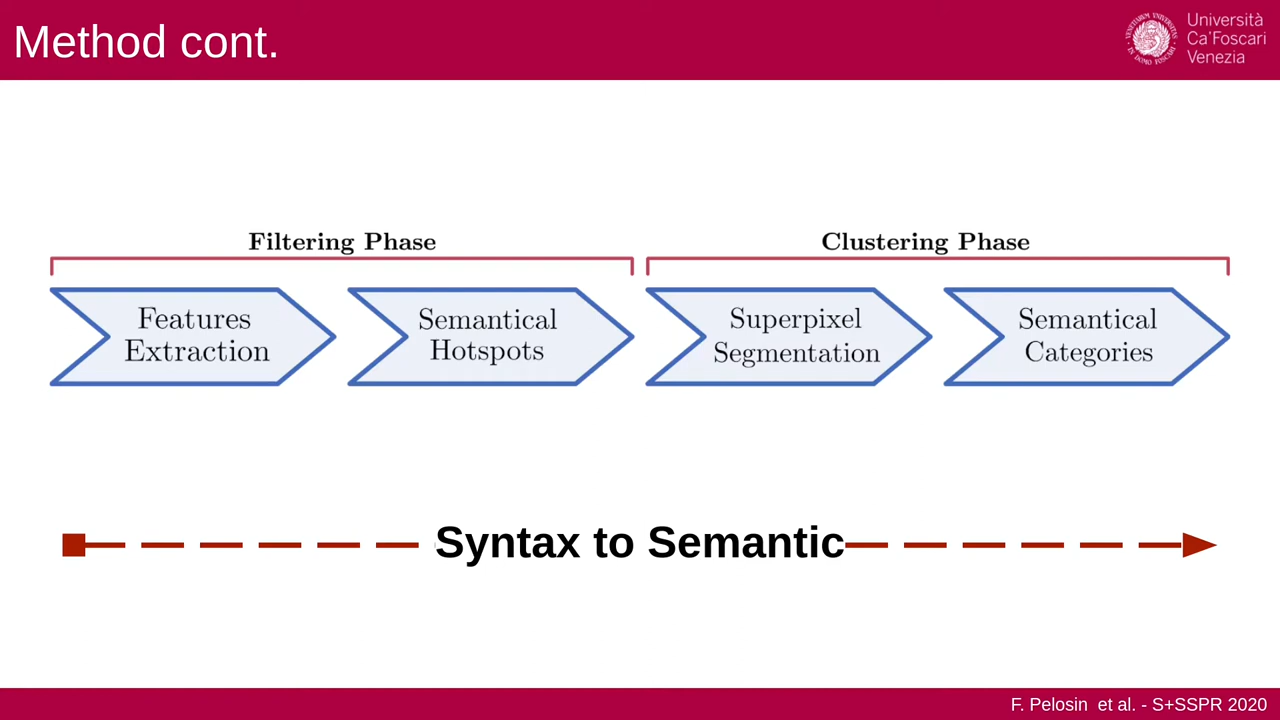 Method cont.
Università
Ca'Foscari
Venezia
Filtering Phase
Clustering Phase
Features
Extraction
Semantical
Hotspots
Superpixel
Segmentation
Semantical
Categories
Syntax to Semantic
F. Pelosin et al. - S+SSPR 2020